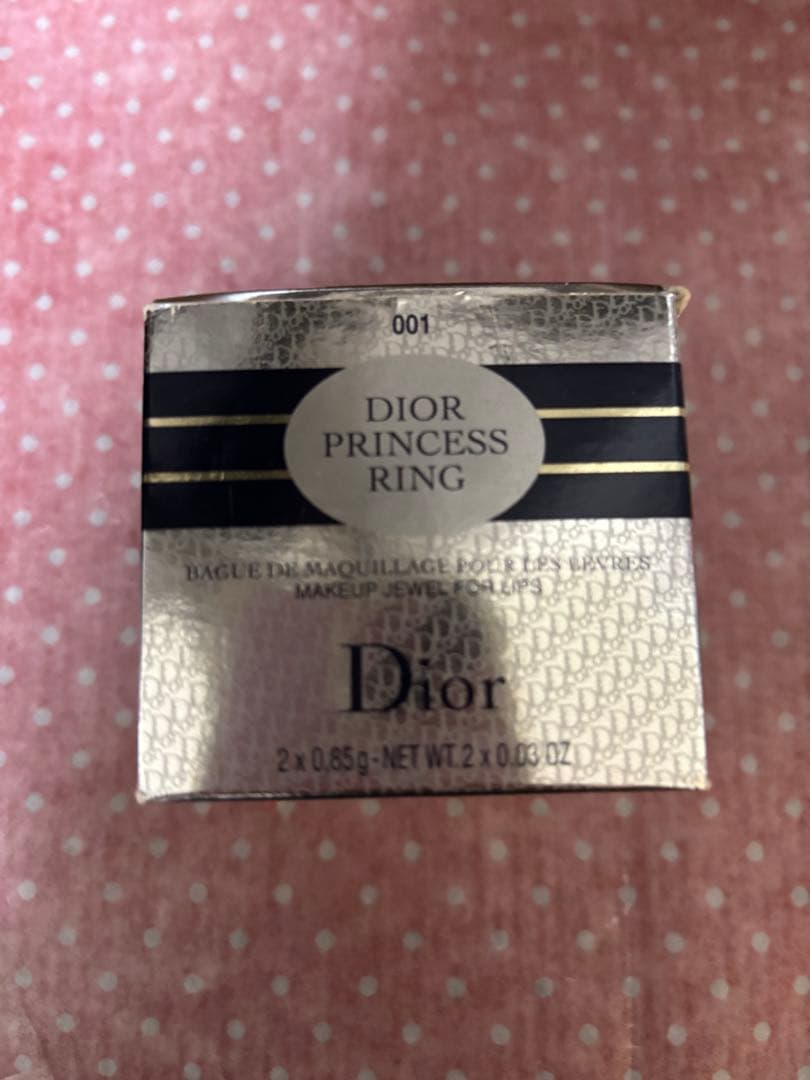 001
DIOR
PRINCESS
RING
BAGUE DE MAQUILLAGE POUR LES LÈVRES
MAKEUP JEWEL FOR LIPS
Dior
2 x 0.85g - NET WT. 2 x 0.03 OZ